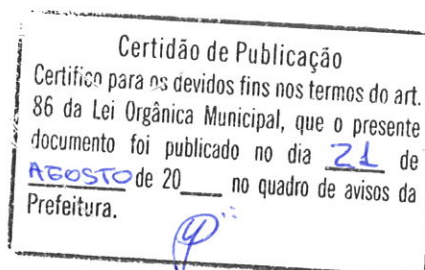 Certidão de Publicação
Certifico para os devidos fins nos termos do art.
86 da Lei Orgânica Municipal, que o presente
documento foi publicado no dia 21 de
AGOSTO de 20____ no quadro de avisos da
Prefeitura.